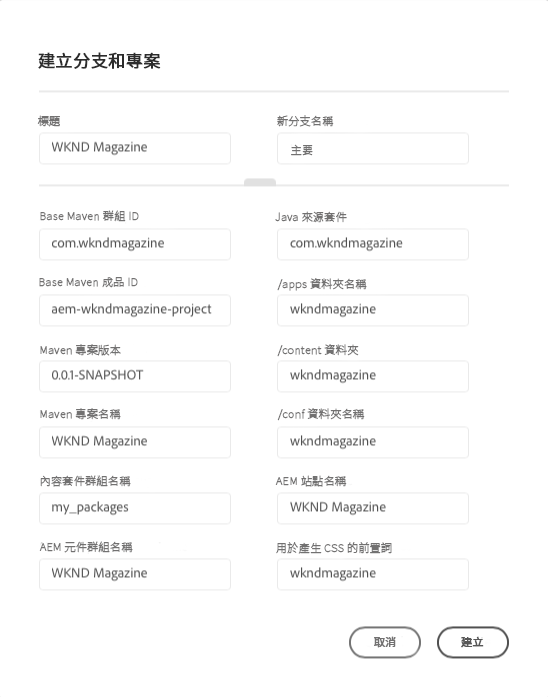 建立分支和專案
標題
新分支名稱
WKND Magazine
主要
Base Maven 群組 ID
Java 來源套件
com.wkndmagazine
com.wkndmagazine
Base Maven 成品 ID
/apps 資料夾名稱
aem-wkndmagazine-project
wkndmagazine
Maven 專案版本
/content 資料夾
0.0.1-SNAPSHOT
wkndmagazine
Maven 專案名稱
/conf 資料夾名稱
WKND Magazine
wkndmagazine
內容套件群組名稱
AEM 站點名稱
my_packages
WKND Magazine
AEM 元件群組名稱
用於產生 CSS 的前置詞
WKND Magazine
wkndmagazine
取消
建立